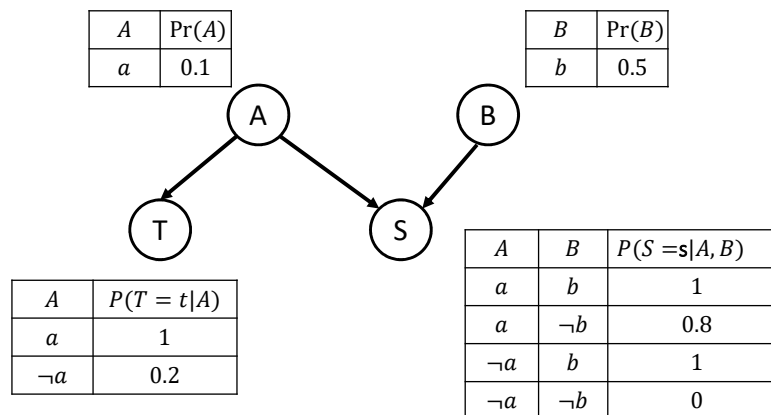 A Pr(A)
a 0.1
B Pr(B)
b 0.5
A
B
T
S
A P(T = t|A)
a 1
¬a 0.2
A B P(S =s|A, B)
a b 1
a ¬b 0.8
¬a b 1
¬a ¬b 0